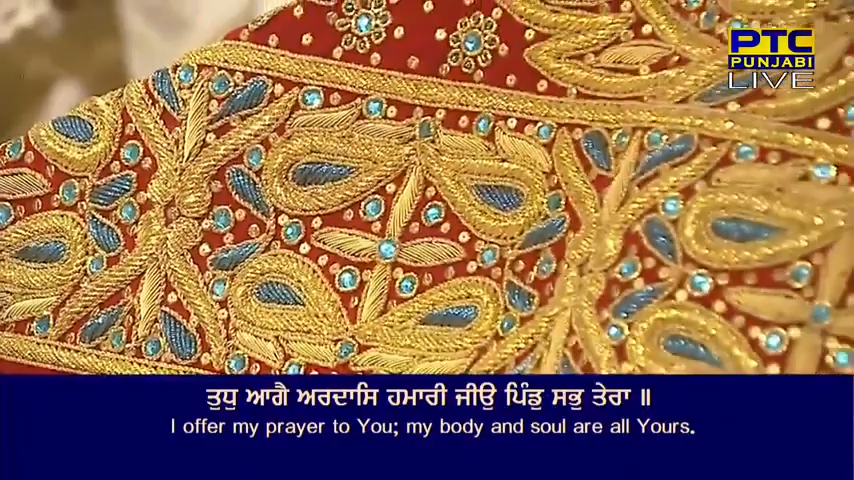 PTC
PUNJABI
LIVE
ਤੁਧੁ ਆਗੈ ਅਰਦਾਸਿ ਹਮਾਰੀ ਜੀਉ ਪਿੰਡੁ ਸਭੁ ਤੇਰਾ ॥
I offer my prayer to You; my body and soul are all Yours.